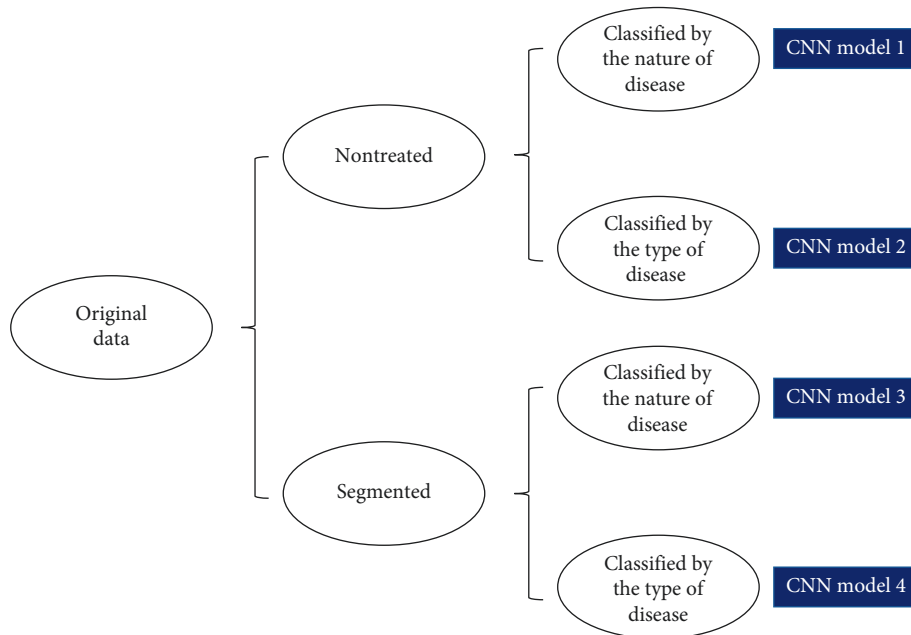 Classified by
the nature of
disease
CNN model 1
Nontreated
Classified by
the type of
disease
CNN model 2
Original
data
Classified by
the nature of
disease
CNN model 3
Segmented
Classified by
the type of
disease
CNN model 4